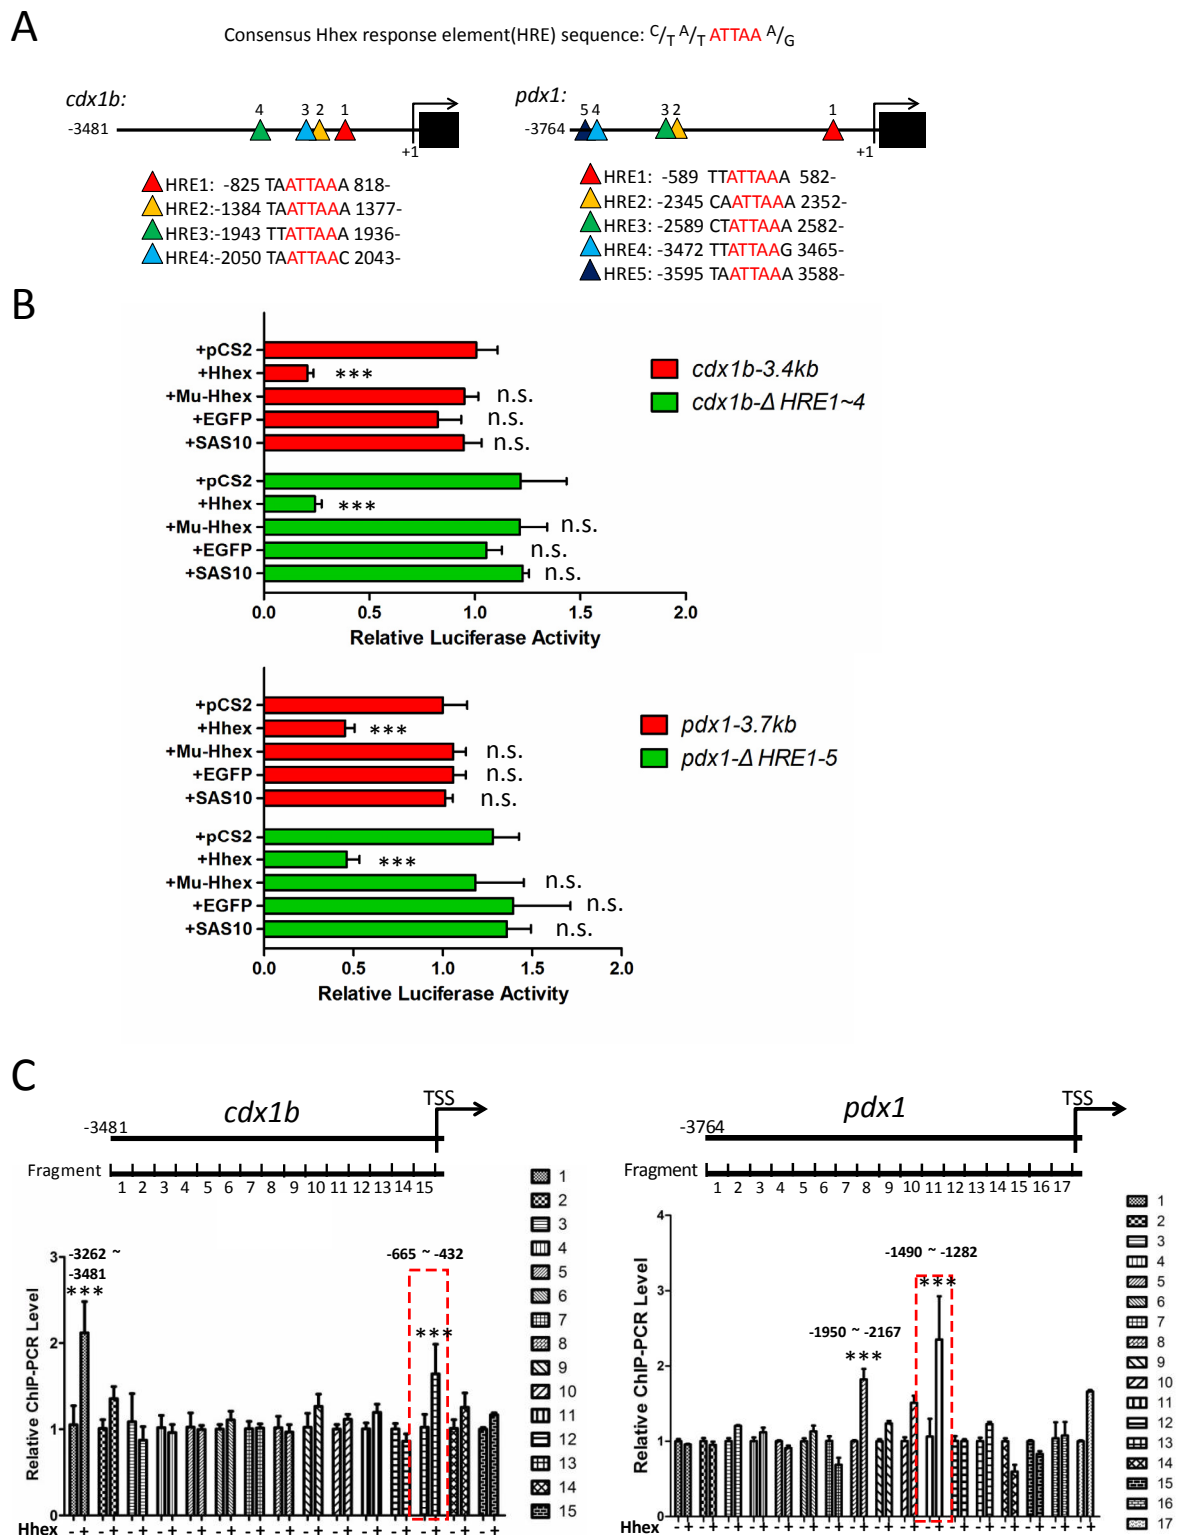 A
Consensus Hhex response element(HRE) sequence: C/T A/T ATTAA A/G
cdx1b:
-3481
4 3 2 1
+1
HRE1: -825 TAATTAAA 818-
HRE2:-1384 TAATTAAA 1377-
HRE3:-1943 TTATTAAA 1936-
HRE4:-2050 TAATTAAC 2043-
pdx1:
-3764
5 4 3 2 1
+1
HRE1: -589 TTATTAAA 582-
HRE2: -2345 CAATTAAA 2352-
HRE3: -2589 CTATTAAA 2582-
HRE4: -3472 TTATTAAG 3465-
HRE5: -3595 TAATTAAA 3588-
B
+pCS2
+Hhex ***
+Mu-Hhex n.s.
+EGFP n.s.
+SAS10 n.s.
+pCS2
+Hhex ***
+Mu-Hhex n.s.
+EGFP n.s.
+SAS10 n.s.
0.0 0.5 1.0 1.5 2.0
Relative Luciferase Activity
cdx1b-3.4kb
cdx1b-Δ HRE1~4
+pCS2
+Hhex ***
+Mu-Hhex n.s.
+EGFP n.s.
+SAS10 n.s.
+pCS2
+Hhex ***
+Mu-Hhex n.s.
+EGFP n.s.
+SAS10 n.s.
0.0 0.5 1.0 1.5 2.0
Relative Luciferase Activity
pdx1-3.7kb
pdx1-Δ HRE1-5
C
cdx1b
TSS
-3481
Fragment
1 2 3 4 5 6 7 8 9 10 11 12 13 14 15
3
2
1
0
Relative ChIP-PCR Level
-3262 ~
-3481
***
-665 ~ -432
***
Hhex - + - + - + - + - + - + - + - + - + - + - + - + - + - + - +
1
2
3
4
5
6
7
8
9
10
11
12
13
14
15
pdx1
TSS
-3764
Fragment
1 2 3 4 5 6 7 8 9 10 11 12 13 14 15 16 17
4
3
2
1
0
Relative ChIP-PCR Level
-1490 ~ -1282
***
-1950 ~ -2167
***
Hhex - + - + - + - + - + - + - + - + - + - + - + - + - + - + - + - + - +
1
2
3
4
5
6
7
8
9
10
11
12
13
14
15
16
17